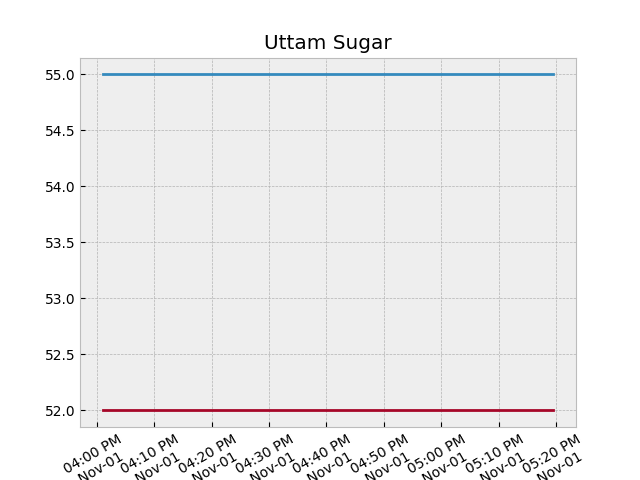 Uttam Sugar
55.0
54.5
54.0
53.5
53.0
52.5
52.0
04:00 PM
Nov-01
04:10 PM
Nov-01
04:20 PM
Nov-01
04:30 PM
Nov-01
04:40 PM
Nov-01
04:50 PM
Nov-01
05:00 PM
Nov-01
05:10 PM
Nov-01
05:20 PM
Nov-01